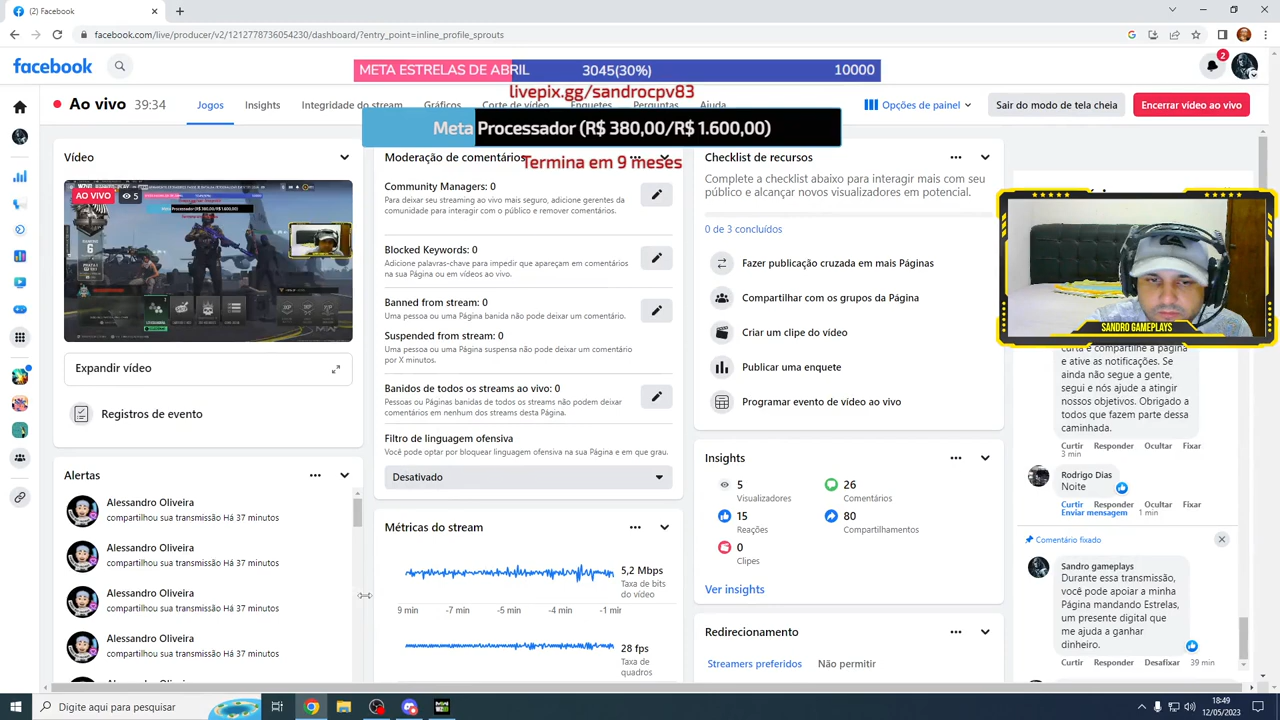 (2) Facebook
facebook.com/live/producer/v2/1212778736054230/dashboard/?entry_point=inline_profile_sprouts
facebook
META ESTRELAS DE ABRIL 3045(30%) 10000
2
livepix.gg/sandrocpv83
Ao vivo 39:34
Jogos Insights Integridade do stream Gráficos Corte de vídeo Enquetes Perguntas Ajuda
Opções de painel
Sair do modo de tela cheia
Encerrar vídeo ao vivo
Meta Processador (R$ 380,00/R$ 1.600,00)
Termina em 9 meses
Vídeo
AO VIVO 5
Expandir vídeo
Registros de evento
Alertas
Alessandro Oliveira
compartilhou sua transmissão Há 37 minutos
Alessandro Oliveira
compartilhou sua transmissão Há 37 minutos
Alessandro Oliveira
compartilhou sua transmissão Há 37 minutos
Alessandro Oliveira
compartilhou sua transmissão Há 37 minutos
Moderação de comentários
Community Managers: 0
Para deixar seu streaming ao vivo mais seguro, adicione gerentes da
comunidade para interagir com o público e remover comentários.
Blocked Keywords: 0
Adicione palavras-chave para impedir que apareçam em comentários
na sua Página ou em vídeos ao vivo.
Banned from stream: 0
Uma pessoa ou uma Página banida não pode deixar um comentário.
Suspended from stream: 0
Uma pessoa ou uma Página suspensa não pode deixar um comentário
por X minutos.
Banidos de todos os streams ao vivo: 0
Pessoas ou Páginas banidas de todos os streams não podem deixar
comentários em nenhum dos streams desta Página.
Filtro de linguagem ofensiva
Você pode optar por bloquear linguagem ofensiva na sua Página e em que grau.
Desativado
Métricas do stream
5,2 Mbps
Taxa de bits
do vídeo
9 min -7 min -5 min -4 min -1 min
28 fps
Taxa de
quadros
Checklist de recursos
Complete a checklist abaixo para interagir mais com seu
público e alcançar novos visualizadores em potencial.
0 de 3 concluídos
Fazer publicação cruzada em mais Páginas
Compartilhar com os grupos da Página
Criar um clipe do vídeo
Publicar uma enquete
Programar evento de vídeo ao vivo
Insights
5
Visualizadores
26
Comentários
15
Reações
80
Compartilhamentos
0
Clipes
Ver insights
Redirecionamento
Streamers preferidos Não permitir
SANDRO GAMEPLAYS
curta e compartilhe a página
e ative as notificações. Se
ainda não segue a gente,
segui e nós ajude a atingir
nossos objetivos. Obrigado a
todos que fazem parte dessa
caminhada.
Curtir Responder Ocultar Fixar
3 min
Rodrigo Dias
Noite
Curtir Responder Ocultar Fixar
Enviar mensagem 1 min
Comentário fixado
Sandro gameplays
Durante essa transmissão,
você pode apoiar a minha
Página mandando Estrelas,
um presente digital que
me ajuda a ganhar
dinheiro.
Curtir Responder Desafixar 39 min
Digite aqui para pesquisar
18:49
12/05/2023